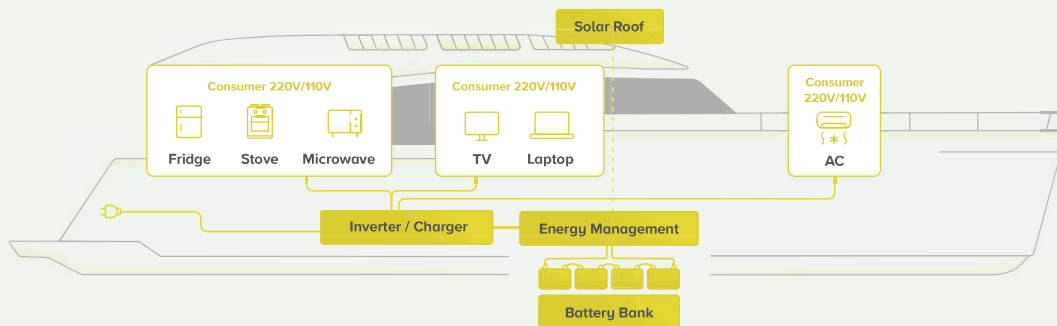 Solar Roof
Consumer 220V/110V
Fridge
Stove
Microwave
Consumer 220V/110V
TV
Laptop
Consumer
220V/110V
AC
Inverter / Charger
Energy Management
Battery Bank